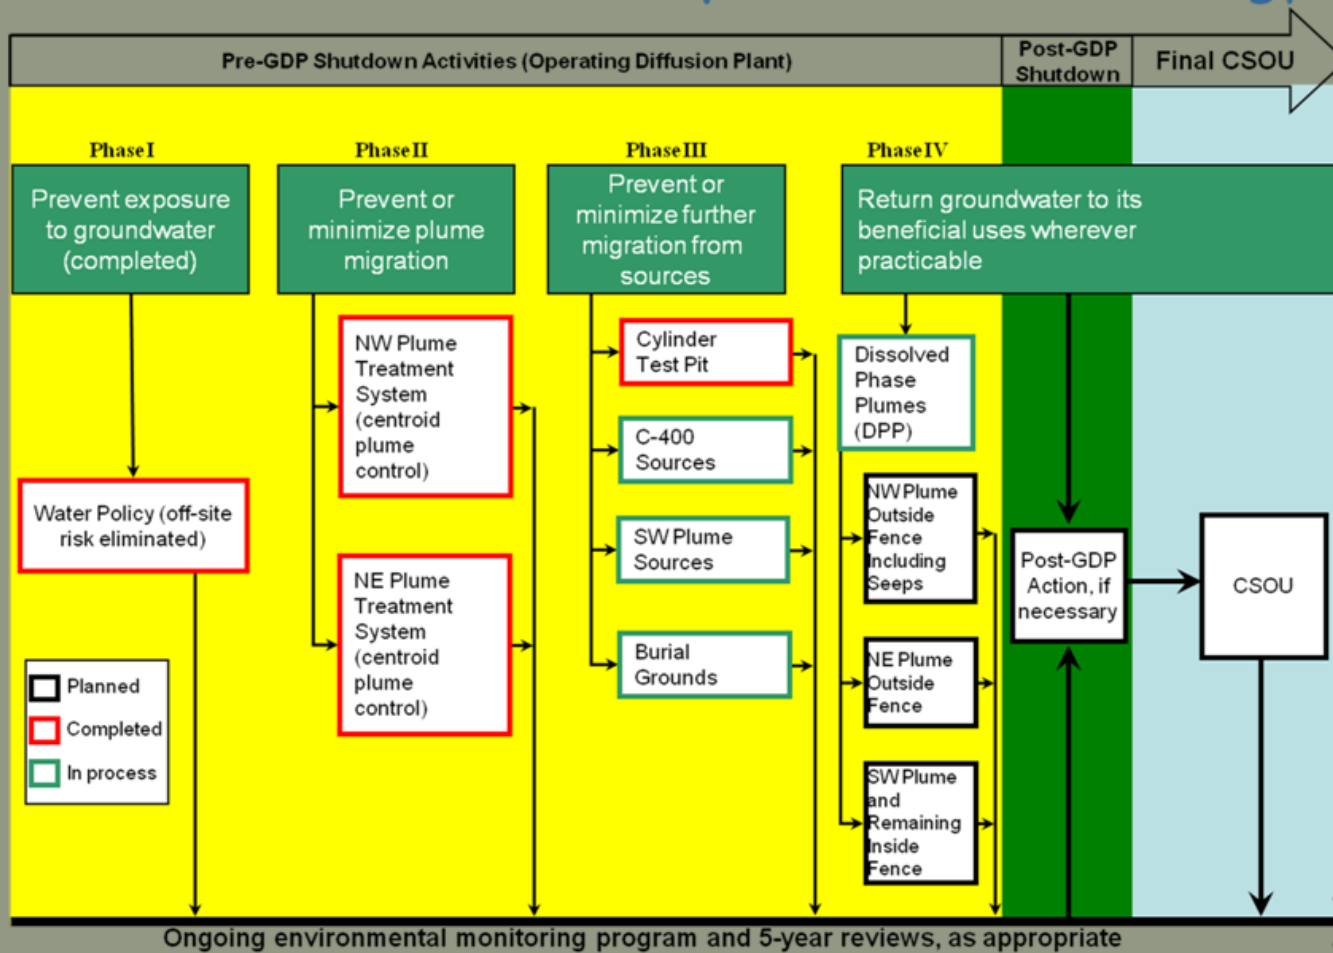 Pre-GDP Shutdown Activities (Operating Diffusion Plant)
Post-GDP
Shutdown
Final CSOU
Phase I
Phase II
Phase III
Phase IV
Prevent exposure
to groundwater
(completed)
Prevent or
minimize plume
migration
Prevent or
minimize further
migration from
sources
Return groundwater to its
beneficial uses wherever
practicable
Water Policy (off-site
risk eliminated)
NW Plume
Treatment
System
(centroid
plume
control)
NE Plume
Treatment
System
(centroid
plume
control)
Cylinder
Test Pit
C-400
Sources
SW Plume
Sources
Burial
Grounds
Dissolved
Phase
Plumes
(DPP)
NW Plume
Outside
Fence
Including
Seeps
NE Plume
Outside
Fence
SW Plume
and
Remaining
Inside
Fence
Post-GDP
Action, if
necessary
CSOU
Planned
Completed
In process
Ongoing environmental monitoring program and 5-year reviews, as appropriate